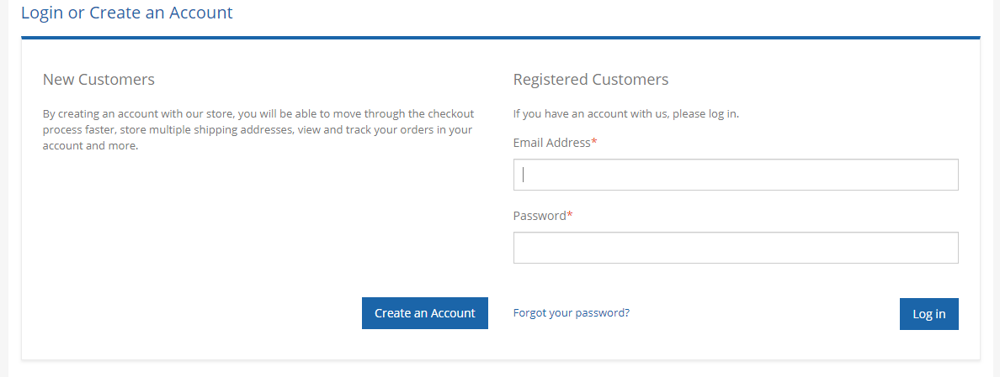 Login or Create an Account
New Customers
By creating an account with our store, you will be able to move through the checkout
process faster, store multiple shipping addresses, view and track your orders in your
account and more.
Create an Account
Registered Customers
If you have an account with us, please log in.
Email Address*
Password*
Forgot your password?
Log in